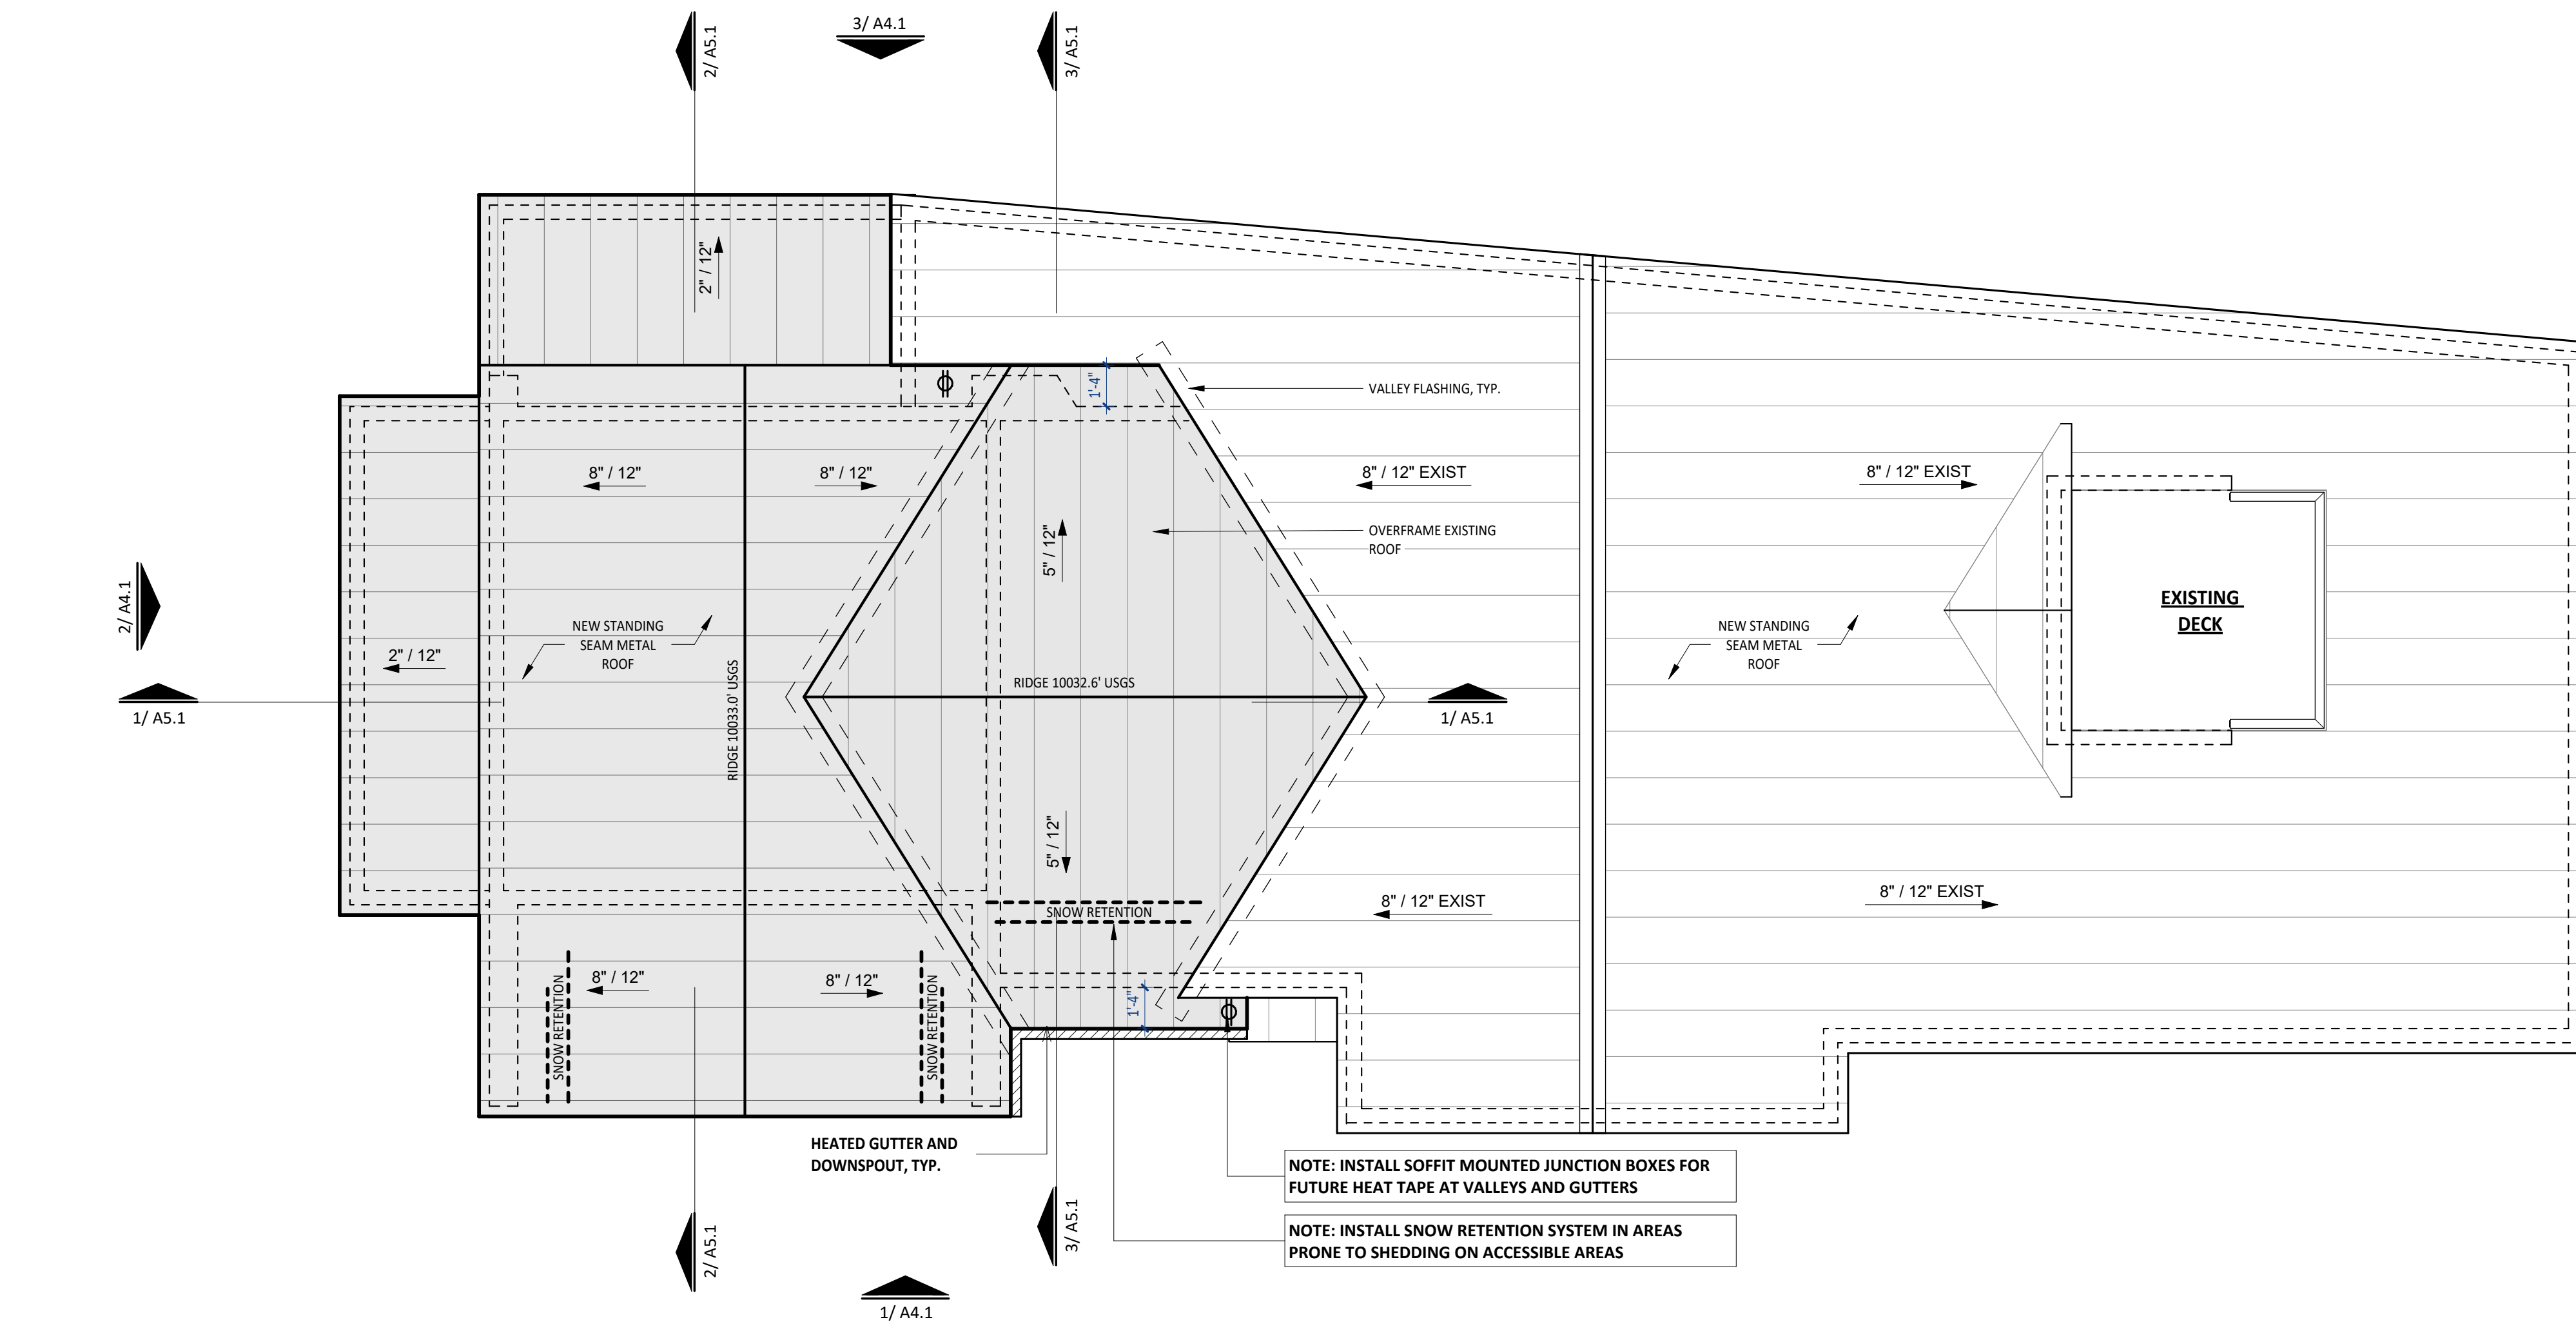 3/ A4.1
2/ A5.1
3/ A5.1
2" / 12"
1'-4"
VALLEY FLASHING, TYP.
8" / 12"
8" / 12"
8" / 12" EXIST
8" / 12" EXIST
OVERFRAME EXISTING
ROOF
5" / 12"
2/ A4.1
EXISTING
DECK
NEW STANDING
SEAM METAL
ROOF
NEW STANDING
SEAM METAL
ROOF
2" / 12"
RIDGE 10033.0' USGS
RIDGE 10032.6' USGS
1/ A5.1
1/ A5.1
5" / 12"
8" / 12" EXIST
8" / 12" EXIST
SNOW RETENTION
8" / 12"
8" / 12"
SNOW RETENTION
SNOW RETENTION
1'-4"
HEATED GUTTER AND
DOWNSPOUT, TYP.
NOTE: INSTALL SOFFIT MOUNTED JUNCTION BOXES FOR
FUTURE HEAT TAPE AT VALLEYS AND GUTTERS
NOTE: INSTALL SNOW RETENTION SYSTEM IN AREAS
PRONE TO SHEDDING ON ACCESSIBLE AREAS
2/ A5.1
3/ A5.1
1/ A4.1